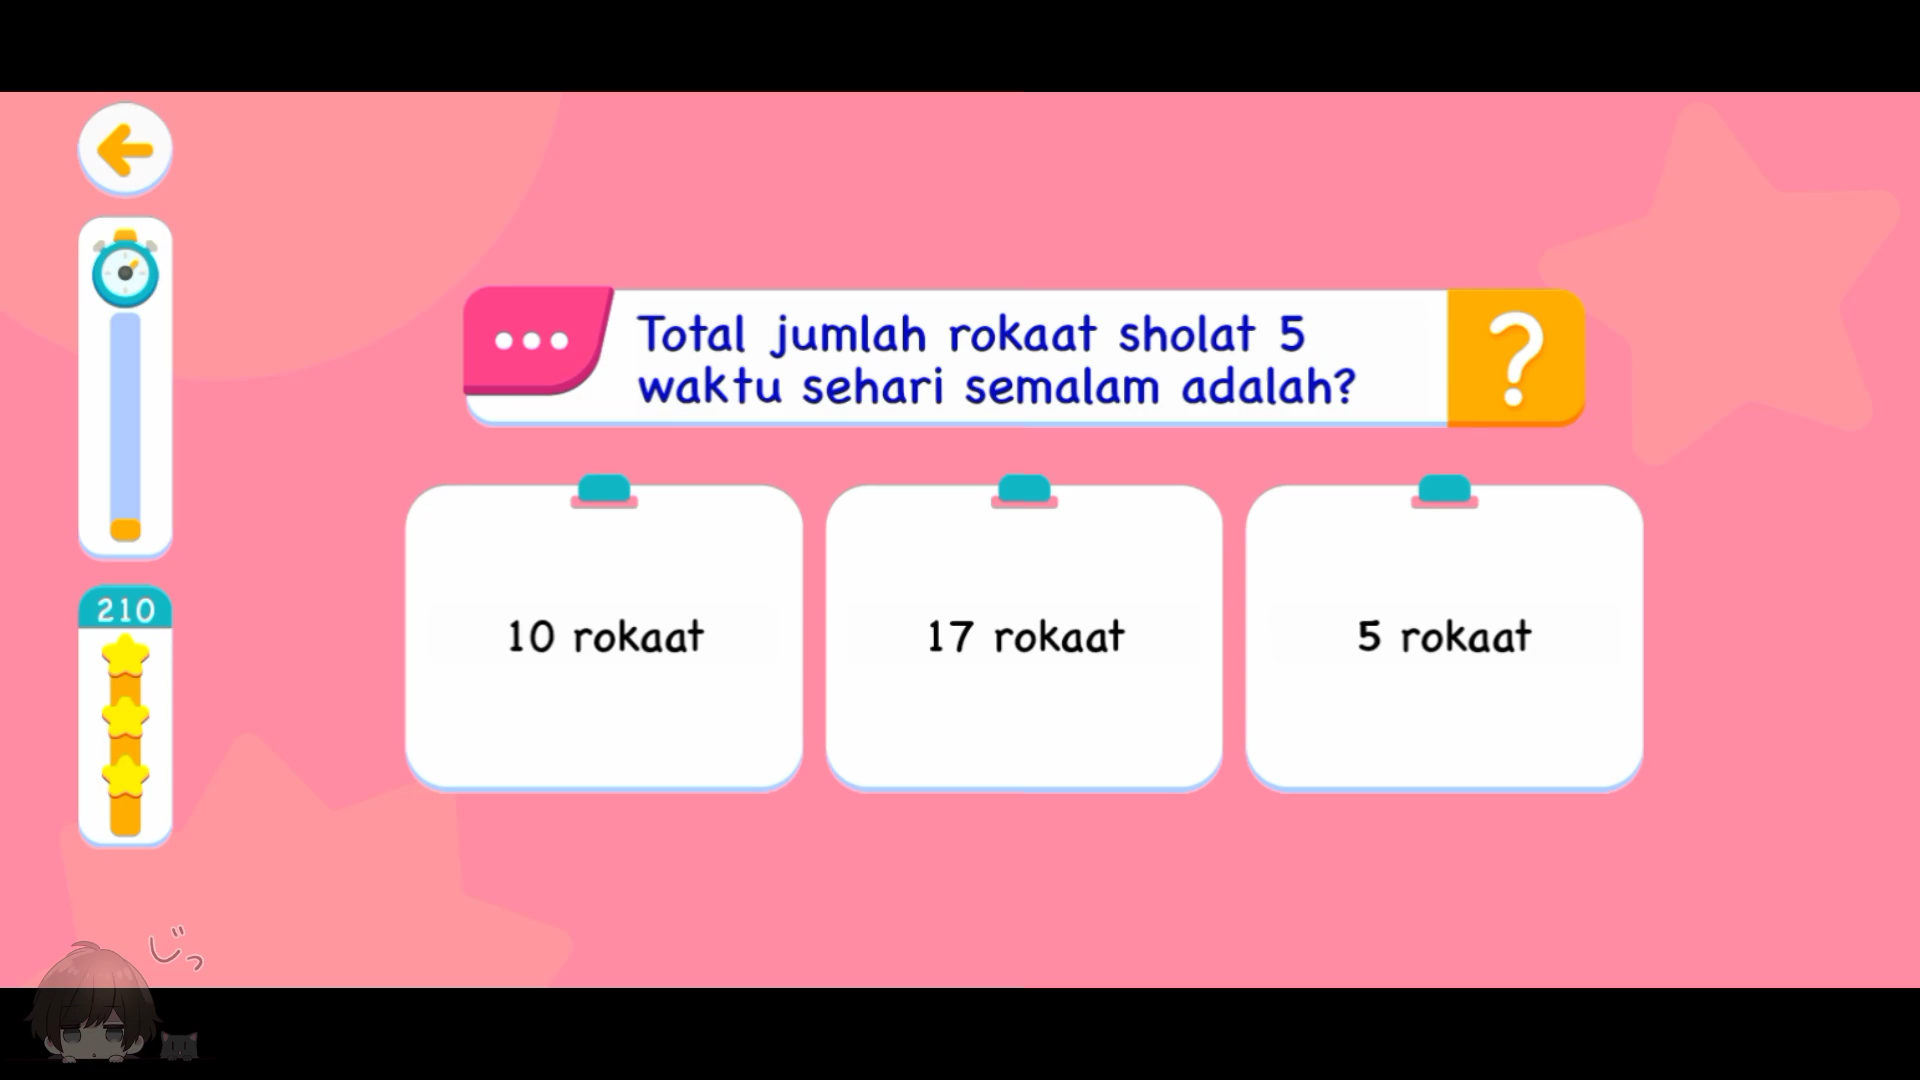 Total jumlah rokaat sholat 5
waktu sehari semalam adalah?
?
10 rokaat
17 rokaat
5 rokaat
210
じっ